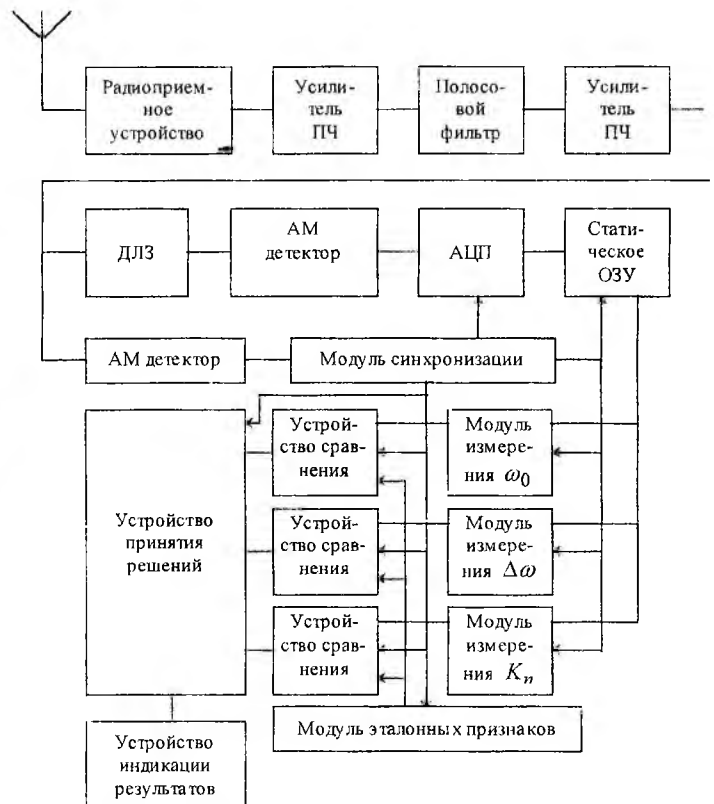 Радиоприем-
ное
устройство
Усили-
тель
ПЧ
Полосо-
вой
фильтр
Усили-
тель
ПЧ
ДЛЗ
АМ
детектор
АЦП
Стати-
ческое
ОЗУ
АМ детектор
Модуль синхронизации
Устройство
принятия
решений
Устрой-
ство срав-
нения
Модуль
измере-
ния ω₀
Устрой-
ство срав-
нения
Модуль
измере-
ния Δω
Устрой-
ство срав-
нения
Модуль
измере-
ния Kₙ
Модуль эталонных признаков
Устройство
индикации
результатов